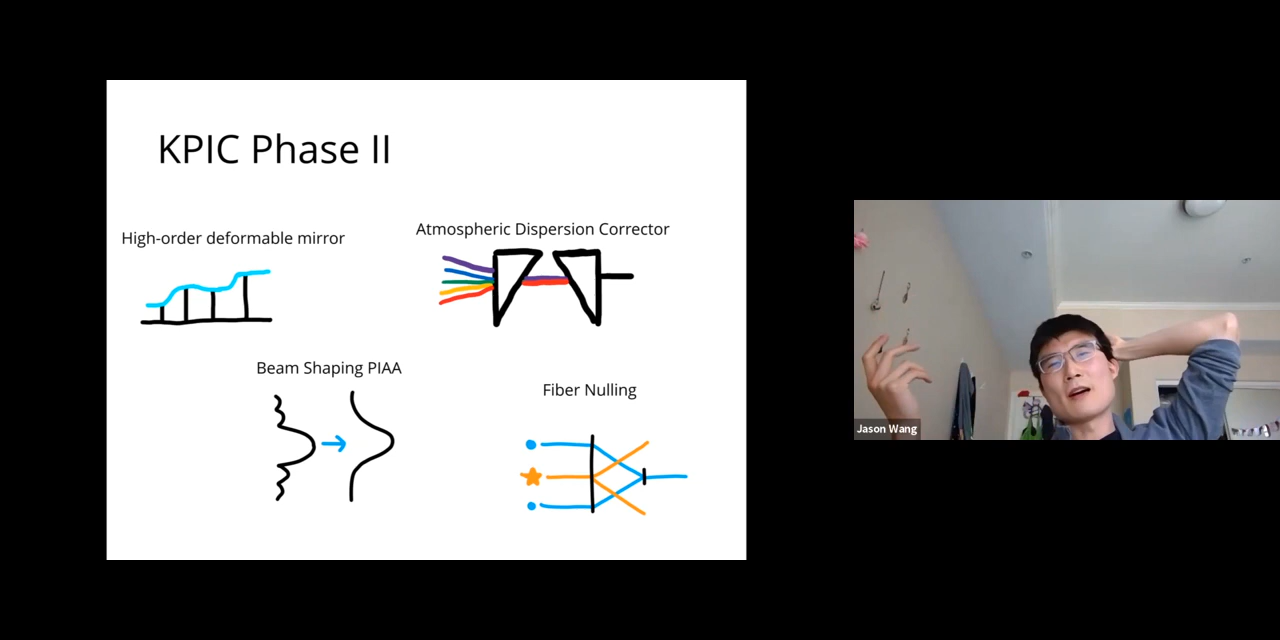 KPIC Phase II
High-order deformable mirror
Atmospheric Dispersion Corrector
Beam Shaping PIAA
Fiber Nulling
Jason Wang